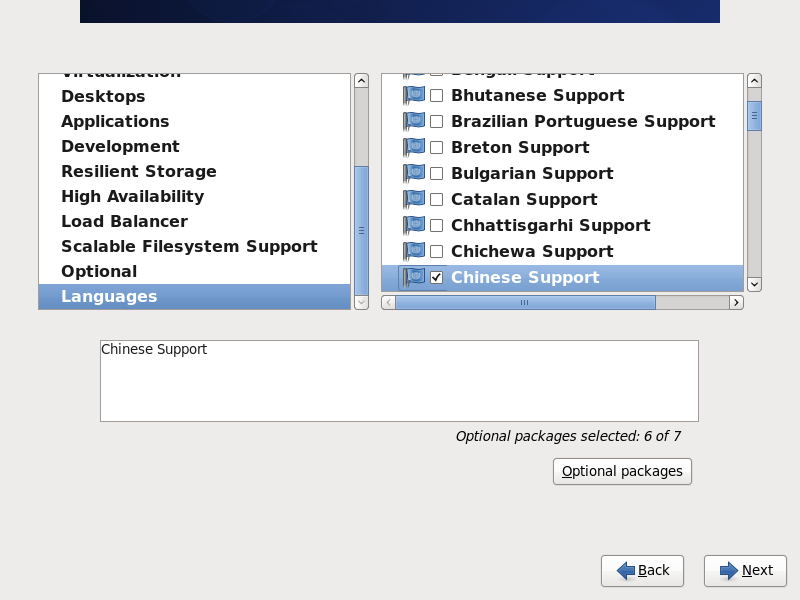 Virtualization
Desktops
Applications
Development
Resilient Storage
High Availability
Load Balancer
Scalable Filesystem Support
Optional
Languages
Bengali Support
Bhutanese Support
Brazilian Portuguese Support
Breton Support
Bulgarian Support
Catalan Support
Chhattisgarhi Support
Chichewa Support
Chinese Support
Chinese Support
Optional packages selected: 6 of 7
Optional packages
Back
Next